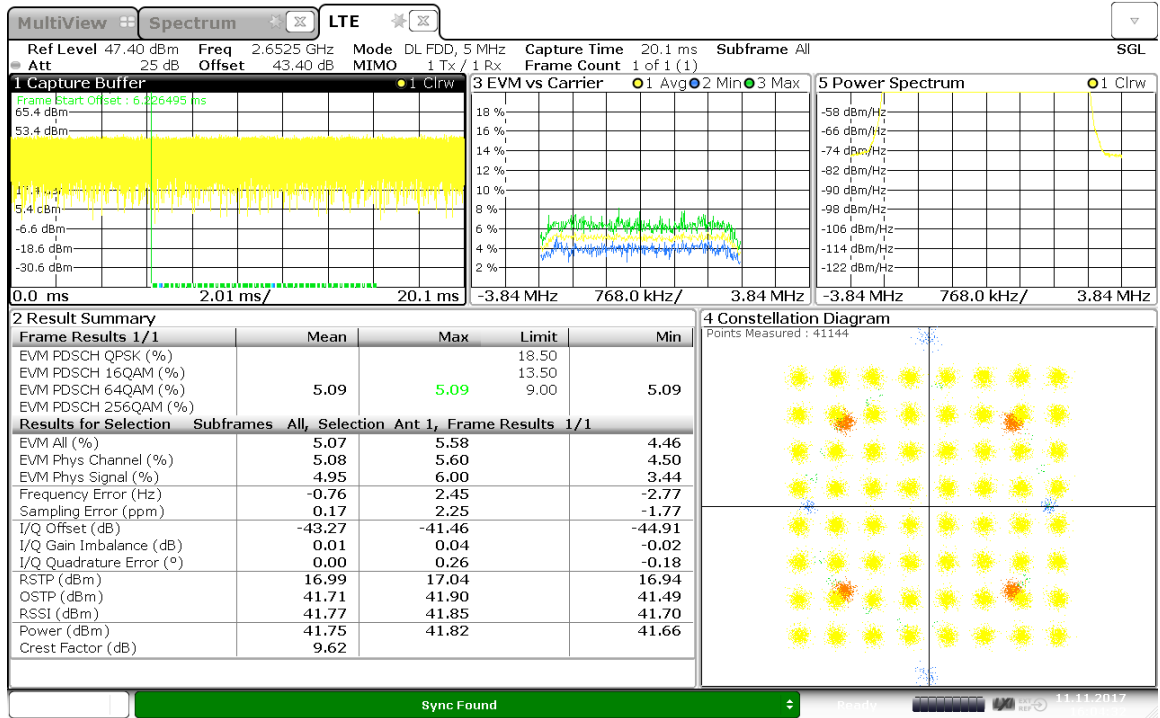 MultiView Spectrum LTE
Ref Level 47.40 dBm Freq 2.6525 GHz Mode DL FDD, 5 MHz Capture Time 20.1 ms Subframe All SGL
Att 25 dB Offset 43.40 dB MIMO 1 Tx / 1 Rx Frame Count 1 of 1 (1)
1 Capture Buffer 1 Clrw
Frame Start Offset : 6.226495 ms
65.4 dBm
53.4 dBm
5.4 dBm
-6.6 dBm
-18.6 dBm
-30.6 dBm
0.0 ms 2.01 ms/ 20.1 ms
3 EVM vs Carrier 1 Avg 2 Min 3 Max
18 %
16 %
14 %
12 %
10 %
8 %
6 %
4 %
2 %
-3.84 MHz 768.0 kHz/ 3.84 MHz
5 Power Spectrum 1 Clrw
-58 dBm/Hz
-66 dBm/Hz
-74 dBm/Hz
-82 dBm/Hz
-90 dBm/Hz
-98 dBm/Hz
-106 dBm/Hz
-114 dBm/Hz
-122 dBm/Hz
-3.84 MHz 768.0 kHz/ 3.84 MHz
2 Result Summary
Frame Results 1/1 Mean Max Limit Min
EVM PDSCH QPSK (%) 18.50
EVM PDSCH 16QAM (%) 13.50
EVM PDSCH 64QAM (%) 5.09 5.09 9.00 5.09
EVM PDSCH 256QAM (%)
Results for Selection Subframes All, Selection Ant 1, Frame Results 1/1
EVM All (%) 5.07 5.58 4.46
EVM Phys Channel (%) 5.08 5.60 4.50
EVM Phys Signal (%) 4.95 6.00 3.44
Frequency Error (Hz) -0.76 2.45 -2.77
Sampling Error (ppm) 0.17 2.25 -1.77
I/Q Offset (dB) -43.27 -41.46 -44.91
I/Q Gain Imbalance (dB) 0.01 0.04 -0.02
I/Q Quadrature Error (°) 0.00 0.26 -0.18
RSTP (dBm) 16.99 17.04 16.94
OSTP (dBm) 41.71 41.90 41.49
RSSI (dBm) 41.77 41.85 41.70
Power (dBm) 41.75 41.82 41.66
Crest Factor (dB) 9.62
4 Constellation Diagram
Points Measured : 41144
Sync Found
Ready
11.11.2017